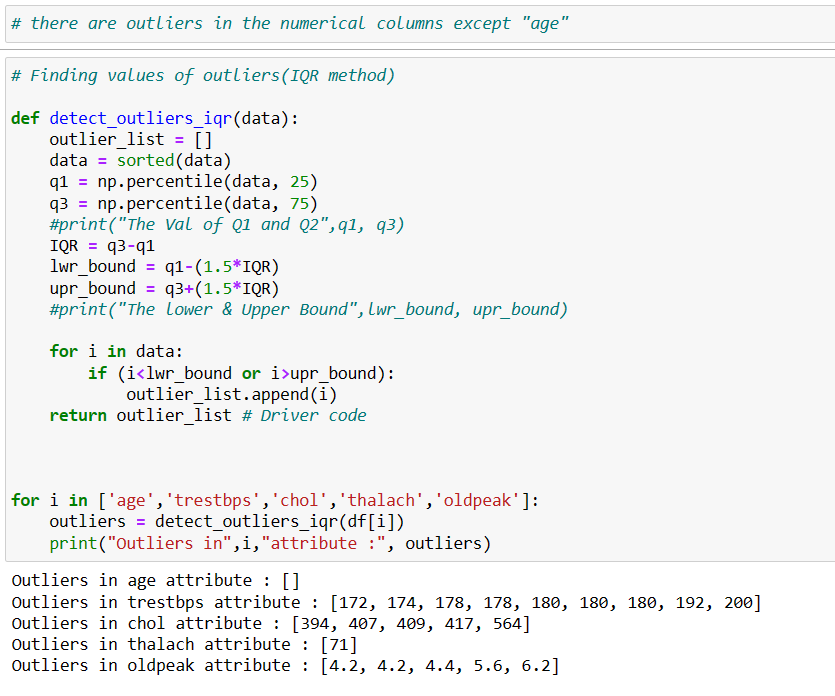 # there are outliers in the numerical columns except "age"
# Finding values of outliers(IQR method)
def detect_outliers_iqr(data):
    outlier_list = []
    data = sorted(data)
    q1 = np.percentile(data, 25)
    q3 = np.percentile(data, 75)
    #print("The Val of Q1 and Q2",q1, q3)
    IQR = q3-q1
    lwr_bound = q1-(1.5*IQR)
    upr_bound = q3+(1.5*IQR)
    #print("The lower & Upper Bound",lwr_bound, upr_bound)
    for i in data:
        if (i<lwr_bound or i>upr_bound):
            outlier_list.append(i)
    return outlier_list # Driver code
for i in ['age','trestbps','chol','thalach','oldpeak']:
    outliers = detect_outliers_iqr(df[i])
    print("Outliers in",i,"attribute :", outliers)
Outliers in age attribute : []
Outliers in trestbps attribute : [172, 174, 178, 178, 180, 180, 180, 192, 200]
Outliers in chol attribute : [394, 407, 409, 417, 564]
Outliers in thalach attribute : [71]
Outliers in oldpeak attribute : [4.2, 4.2, 4.4, 5.6, 6.2]